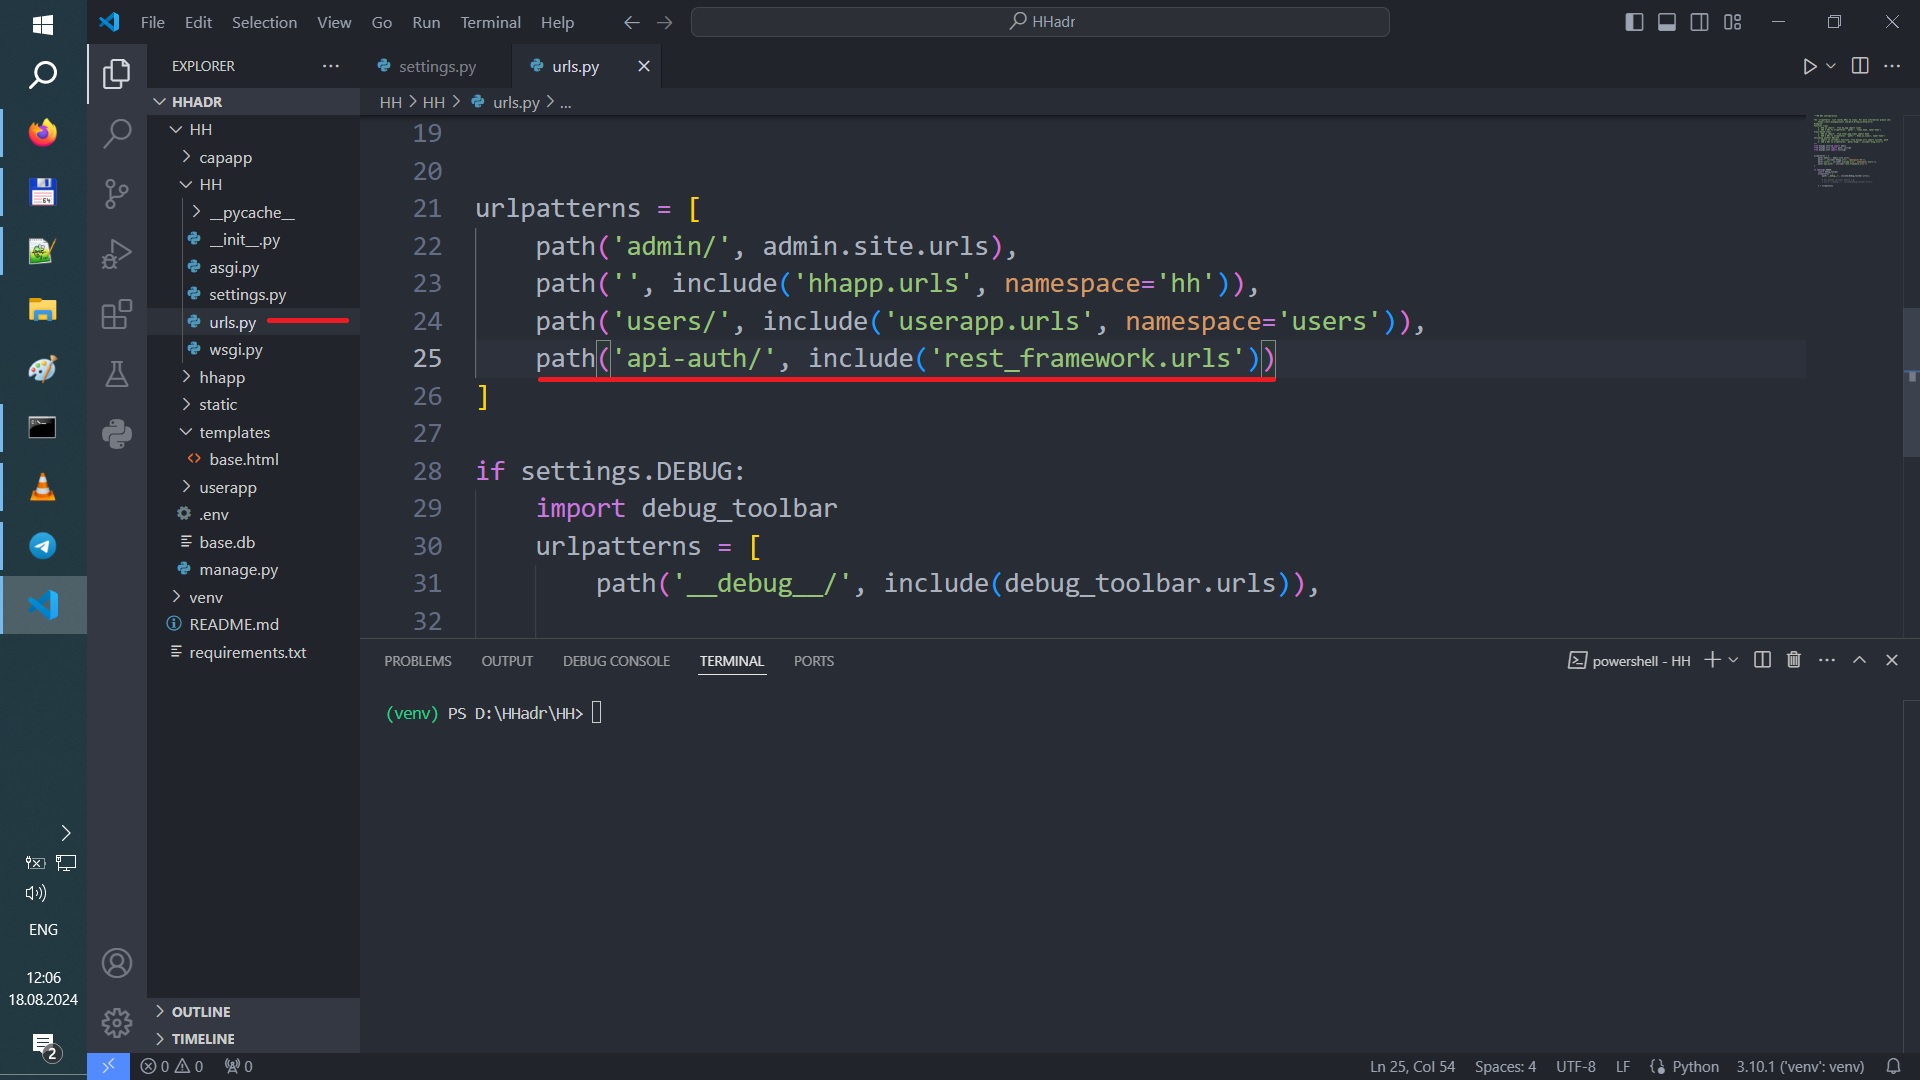 File Edit Selection View Go Run Terminal Help
HHadr
EXPLORER
settings.py
urls.py
HHADR
HH
capapp
HH
__pycache__
__init__.py
asgi.py
settings.py
urls.py
wsgi.py
hhapp
static
templates
base.html
userapp
.env
base.db
manage.py
venv
README.md
requirements.txt
OUTLINE
TIMELINE
HH > HH > urls.py > ...
19
20
21 urlpatterns = [
22 path('admin/', admin.site.urls),
23 path('', include('hhapp.urls', namespace='hh')),
24 path('users/', include('userapp.urls', namespace='users')),
25 path('api-auth/', include('rest_framework.urls'))
26 ]
27
28 if settings.DEBUG:
29 import debug_toolbar
30 urlpatterns = [
31 path('__debug__/', include(debug_toolbar.urls)),
32
PROBLEMS OUTPUT DEBUG CONSOLE TERMINAL PORTS
powershell - HH
(venv) PS D:\HHadr\HH>
64
ENG
12:06
18.08.2024
2
0 0 0
Ln 25, Col 54 Spaces: 4 UTF-8 LF Python 3.10.1 ('venv': venv)